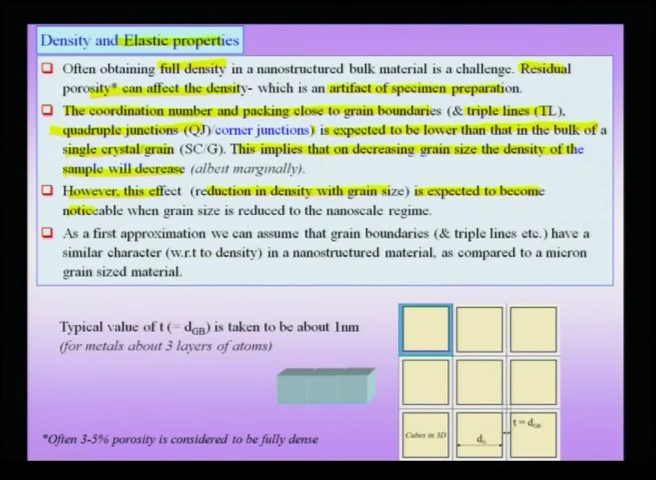 Density and Elastic properties
Often obtaining full density in a nanostructured bulk material is a challenge. Residual
porosity* can affect the density- which is an artifact of specimen preparation.
The coordination number and packing close to grain boundaries (& triple lines (TL),
quadruple junctions (QJ)/corner junctions) is expected to be lower than that in the bulk of a
single crystal/grain (SC/G). This implies that on decreasing grain size the density of the
sample will decrease (albeit marginally).
However, this effect (reduction in density with grain size) is expected to become
noticeable when grain size is reduced to the nanoscale regime.
As a first approximation we can assume that grain boundaries (& triple lines etc.) have a
similar character (w.r.t to density) in a nanostructured material, as compared to a micron
grain sized material.
Typical value of t (= dGB) is taken to be about 1nm
(for metals about 3 layers of atoms)
t = dGB
Cubes in 3D
dG
*Often 3-5% porosity is considered to be fully dense